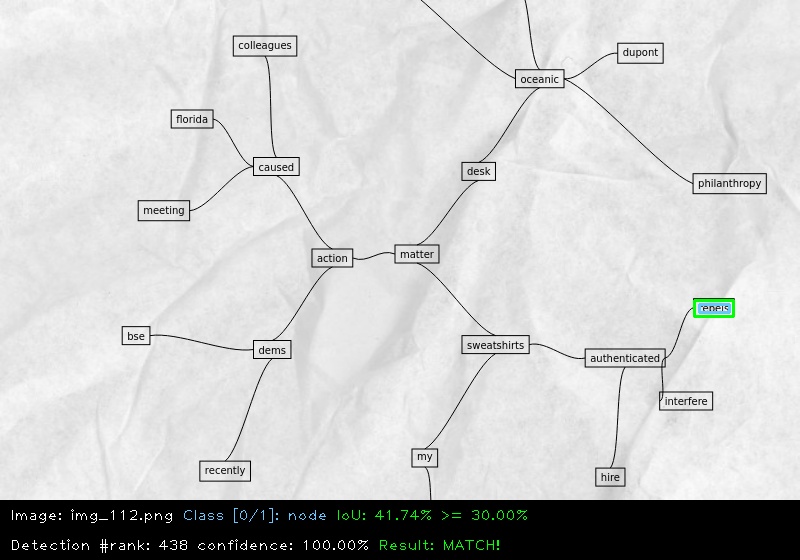 colleagues
dupont
oceanic
florida
caused
desk
philanthropy
meeting
action
matter
bse
dems
sweatshirts
authenticated
interfere
my
recently
hire
Image: img_112.png Class [0/1]: node IoU: 41.74% >= 30.00%
Detection #rank: 438 confidence: 100.00% Result: MATCH!